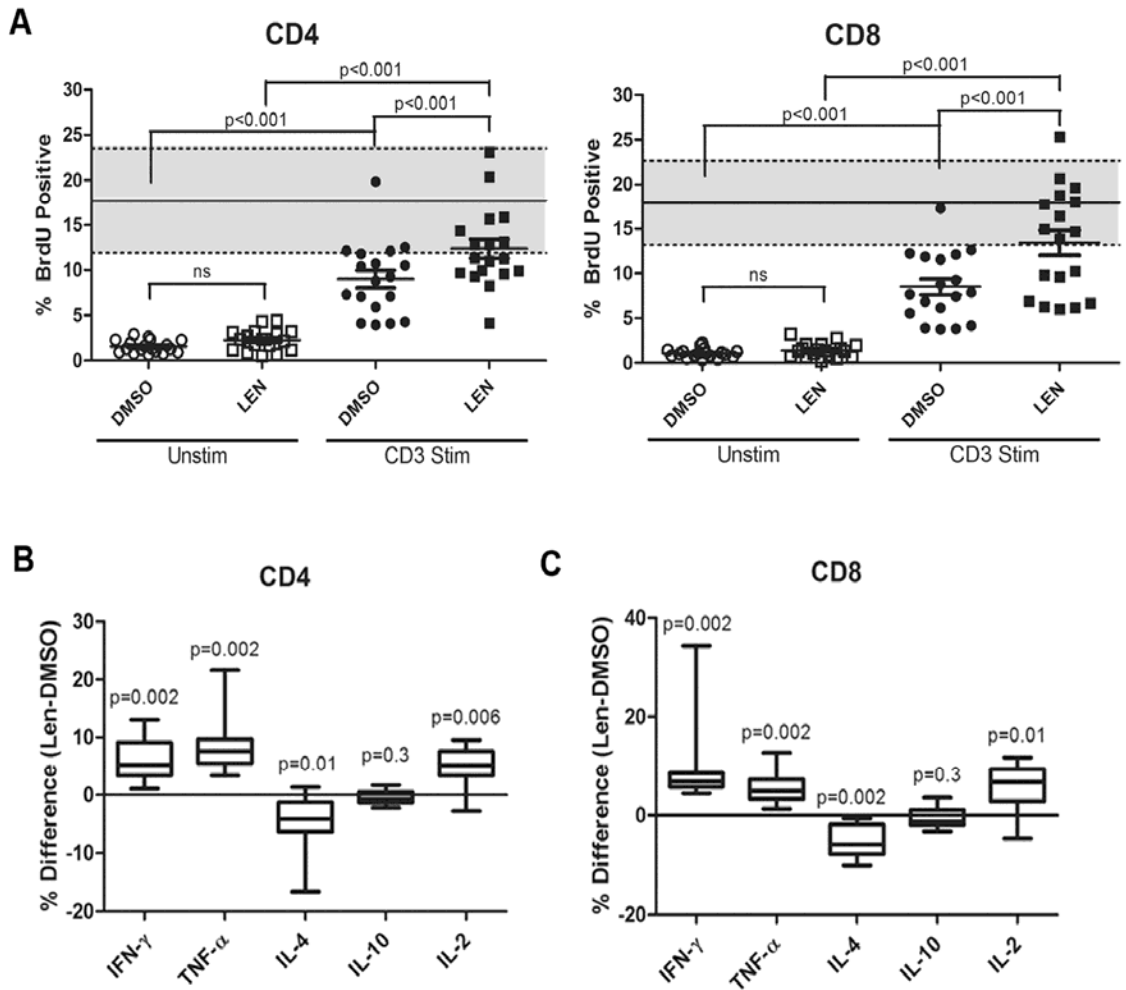 A
CD4
p<0.001
p<0.001
p<0.001
ns
% BrdU Positive
30
25
20
15
10
5
0
DMSO
LEN
DMSO
LEN
Unstim
CD3 Stim
CD8
p<0.001
p<0.001
p<0.001
ns
% BrdU Positive
30
25
20
15
10
5
0
DMSO
LEN
DMSO
LEN
Unstim
CD3 Stim
B
CD4
% Difference (Len-DMSO)
30
20
10
0
-10
-20
p=0.002
p=0.002
p=0.01
p=0.3
p=0.006
IFN-γ
TNF-α
IL-4
IL-10
IL-2
C
CD8
% Difference (Len-DMSO)
40
20
0
-20
p=0.002
p=0.002
p=0.002
p=0.3
p=0.01
IFN-γ
TNF-α
IL-4
IL-10
IL-2